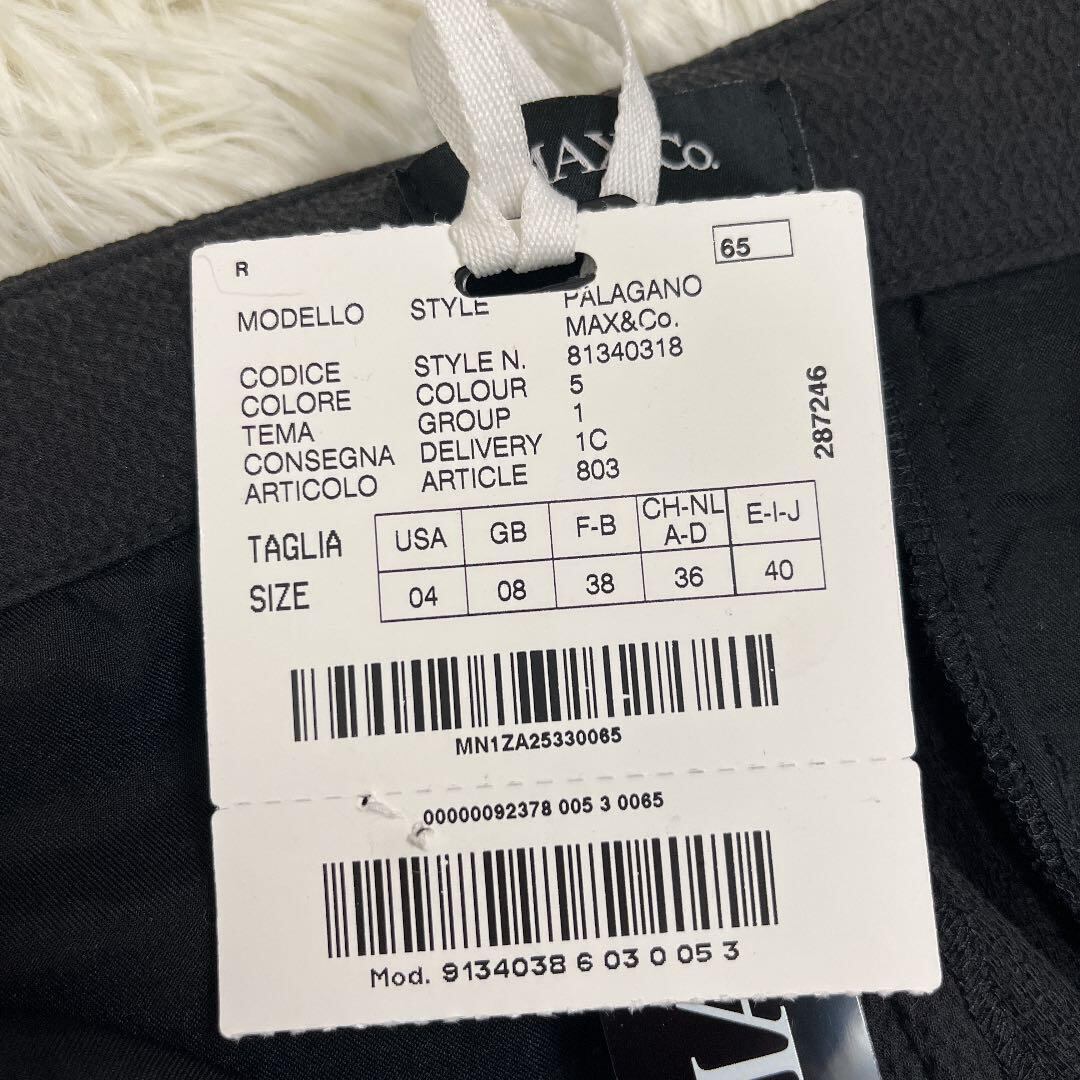 MAX&Co.
R
65
MODELLO STYLE PALAGANO
MAX&Co.
CODICE STYLE N. 81340318
COLORE COLOUR 5
TEMA GROUP 1
CONSEGNA DELIVERY 1C
ARTICOLO ARTICLE 803
287246
TAGLIA USA GB F-B CH-NL A-D E-I-J
SIZE 04 08 38 36 40
MN1ZA25330065
00000092378 005 3 0065
Mod. 9134038 6 03 0 05 3